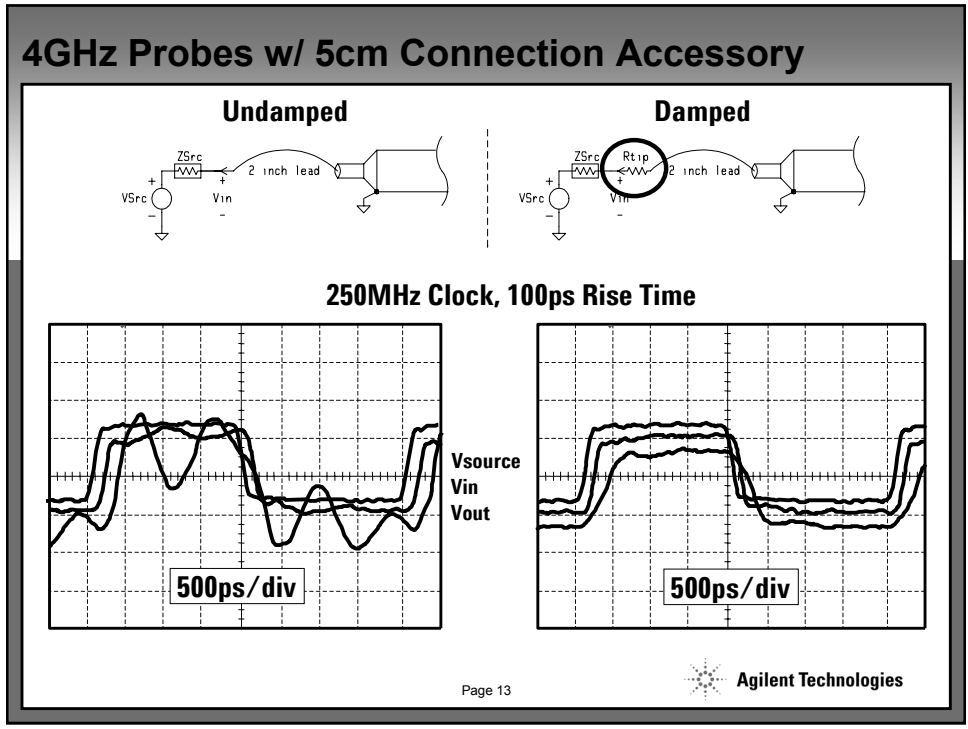 4GHz Probes w/ 5cm Connection Accessory
Undamped
Damped
ZSrc
2 inch lead
+
+
VSrc
Vin
-
-
ZSrc
Rtip
2 inch lead
+
+
VSrc
Vin
-
-
250MHz Clock, 100ps Rise Time
Vsource
Vin
Vout
500ps/div
500ps/div
Page 13
Agilent Technologies